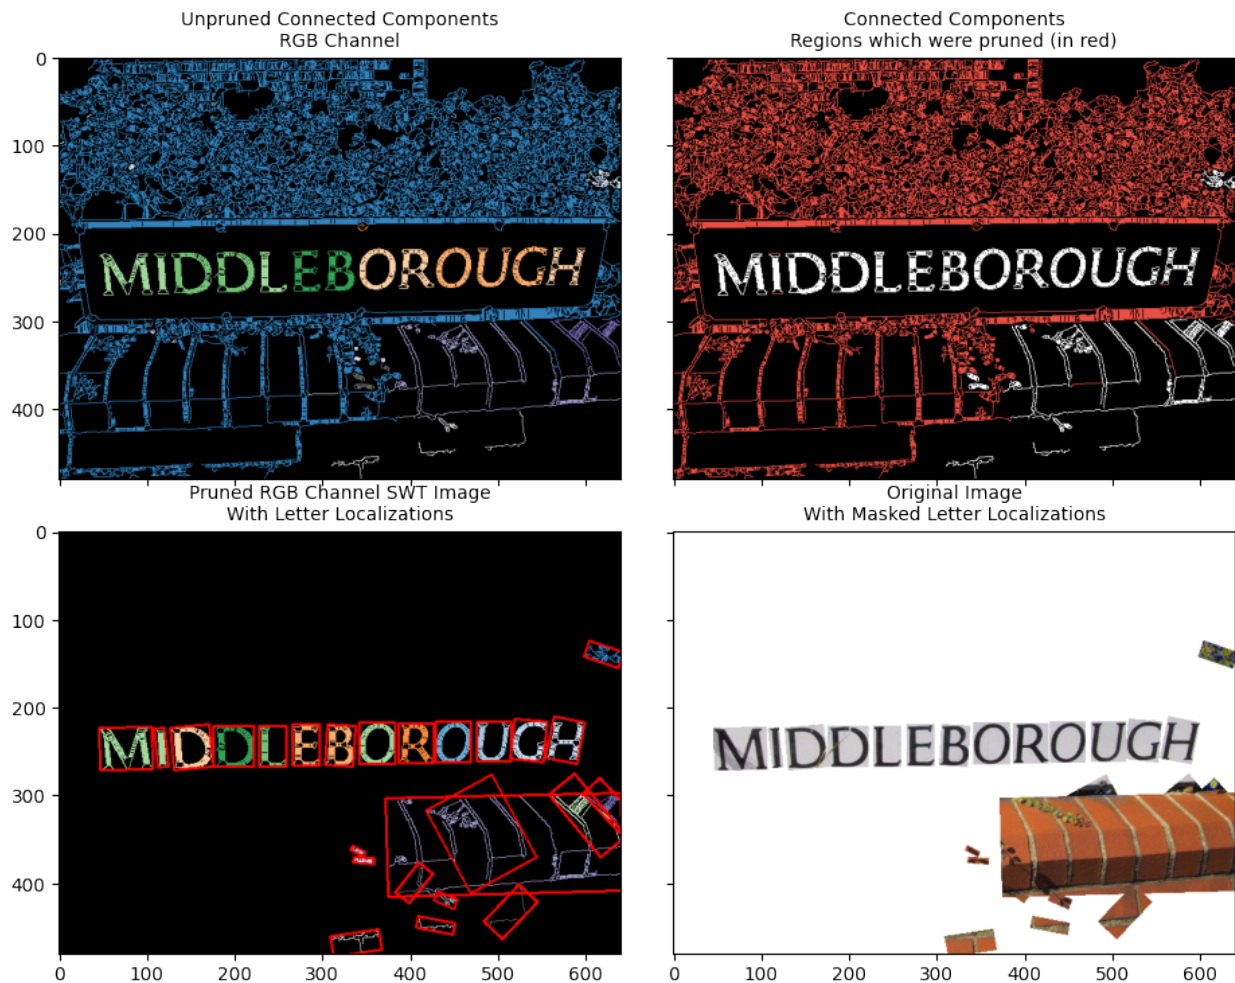 Unpruned Connected Components
RGB Channel
Connected Components
Regions which were pruned (in red)
0
100
200
300
400
MIDDLEBOROUGH
MIDDLEBOROUGH
Pruned RGB Channel SWT Image
With Letter Localizations
Original Image
With Masked Letter Localizations
0
100
200
300
400
MIDDLEBOROUGH
MIDDLEBOROUGH
0 100 200 300 400 500 600
0 100 200 300 400 500 600